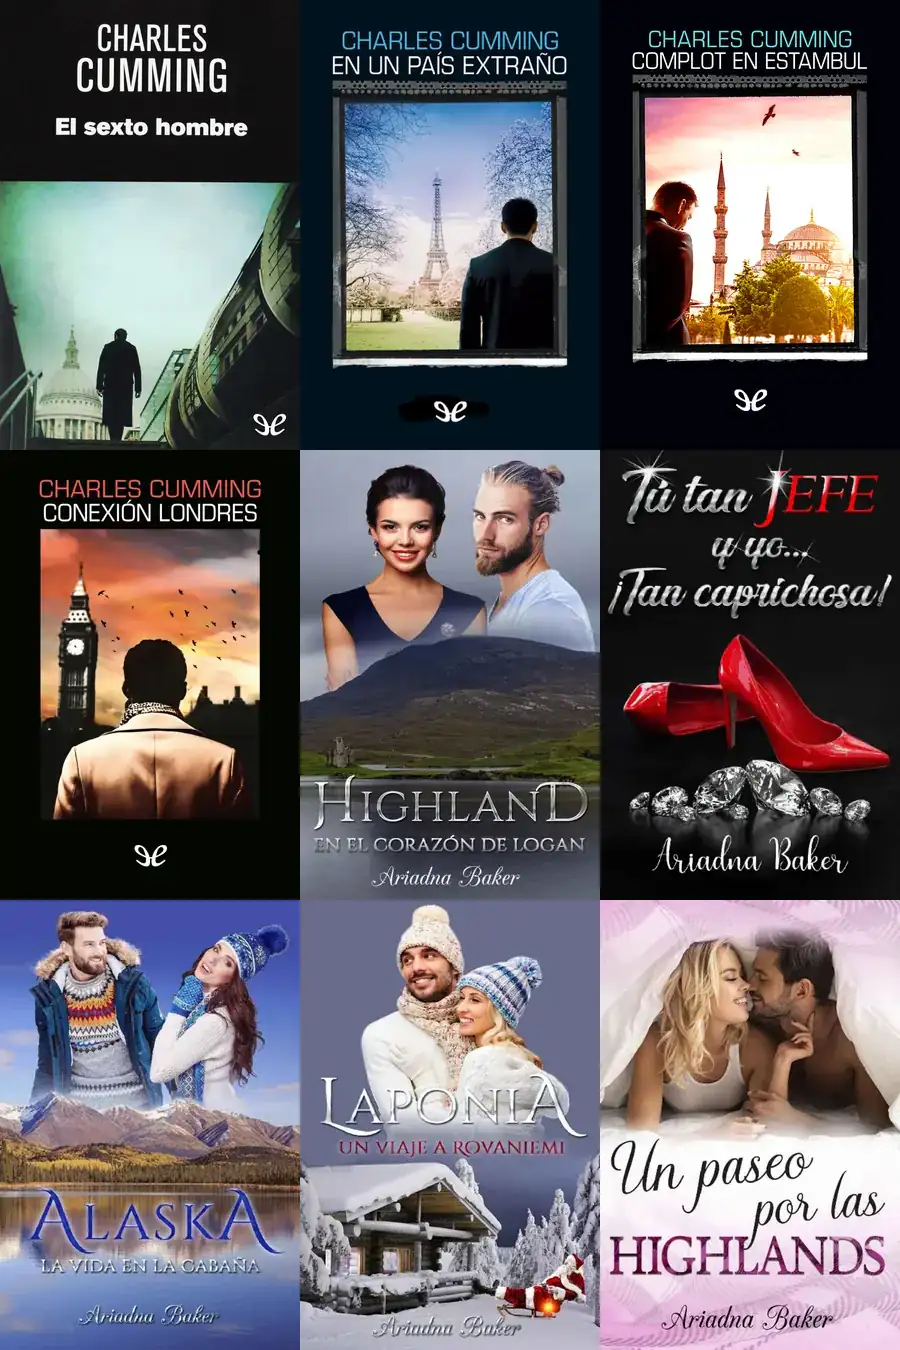 CHARLES
CUMMING
El sexto hombre
CHARLES CUMMING
EN UN PAÍS EXTRAÑO
CHARLES CUMMING
COMPLOT EN ESTAMBUL
CHARLES CUMMING
CONEXIÓN LONDRES
HIGHLAND
EN EL CORAZÓN DE LOGAN
Ariadna Baker
Tú tan JEFE
y yo...
¡Tan caprichosa!
Ariadna Baker
ALASKA
LA VIDA EN LA CABAÑA
Ariadna Baker
LAPONIA
UN VIAJE A ROVANIEMI
Ariadna Baker
Un paseo
por las
HIGHLANDS
Ariadna Baker